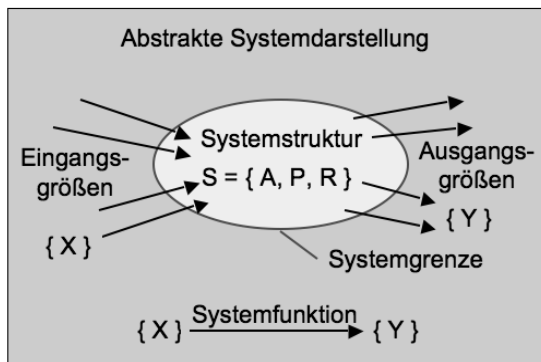 Abstrakte Systemdarstellung
Eingangs-
größen
{ X }
Systemstruktur
S = { A, P, R }
Ausgangs-
größen
{ Y }
Systemgrenze
{ X } Systemfunktion { Y }